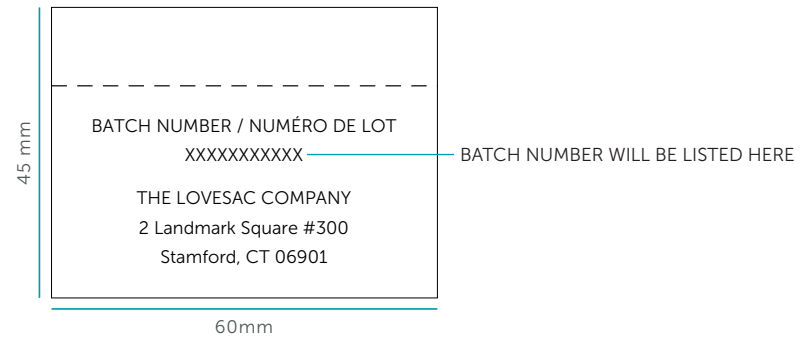 45 mm
BATCH NUMBER / NUMÉRO DE LOT
XXXXXXXXXXX
BATCH NUMBER WILL BE LISTED HERE
THE LOVESAC COMPANY
2 Landmark Square #300
Stamford, CT 06901
60mm